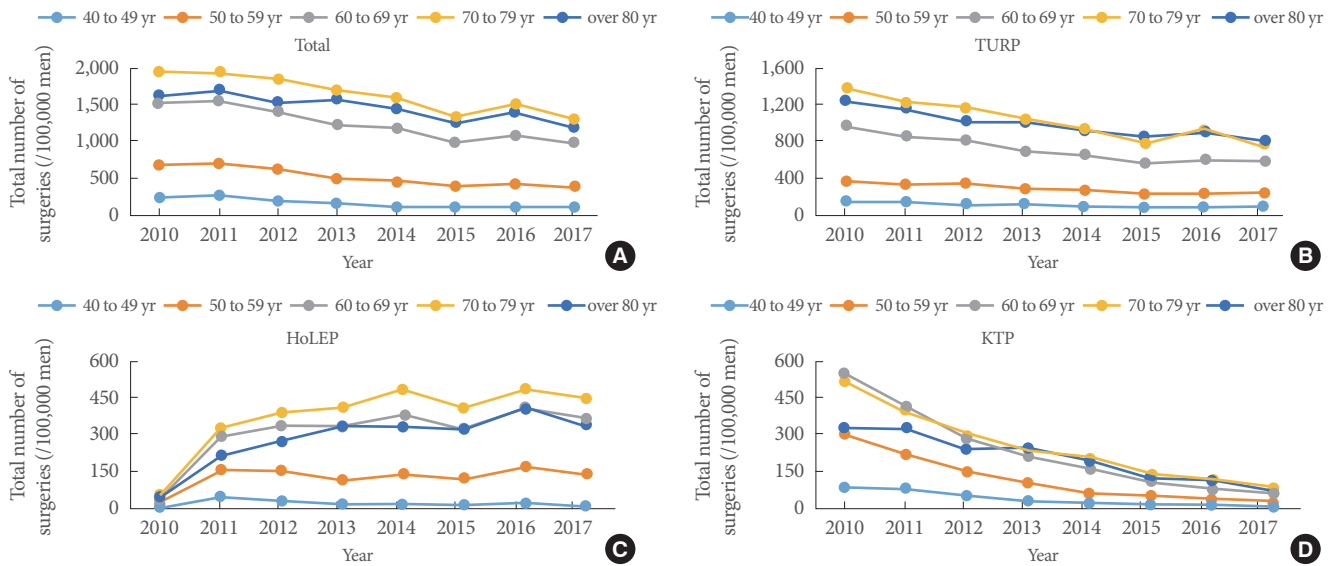 40 to 49 yr 50 to 59 yr 60 to 69 yr 70 to 79 yr over 80 yr
Total
Total number of
surgeries (/100,000 men)
2,000
1,500
1,000
500
0
2010 2011 2012 2013 2014 2015 2016 2017
Year
A
40 to 49 yr 50 to 59 yr 60 to 69 yr 70 to 79 yr over 80 yr
TURP
Total number of
surgeries (/100,000 men)
1,600
1,200
800
400
0
2010 2011 2012 2013 2014 2015 2016 2017
Year
B
40 to 49 yr 50 to 59 yr 60 to 69 yr 70 to 79 yr over 80 yr
HoLEP
Total number of
surgeries (/100,000 men)
600
450
300
150
0
2010 2011 2012 2013 2014 2015 2016 2017
Year
C
40 to 49 yr 50 to 59 yr 60 to 69 yr 70 to 79 yr over 80 yr
KTP
Total number of
surgeries (/100,000 men)
600
450
300
150
0
2010 2011 2012 2013 2014 2015 2016 2017
Year
D